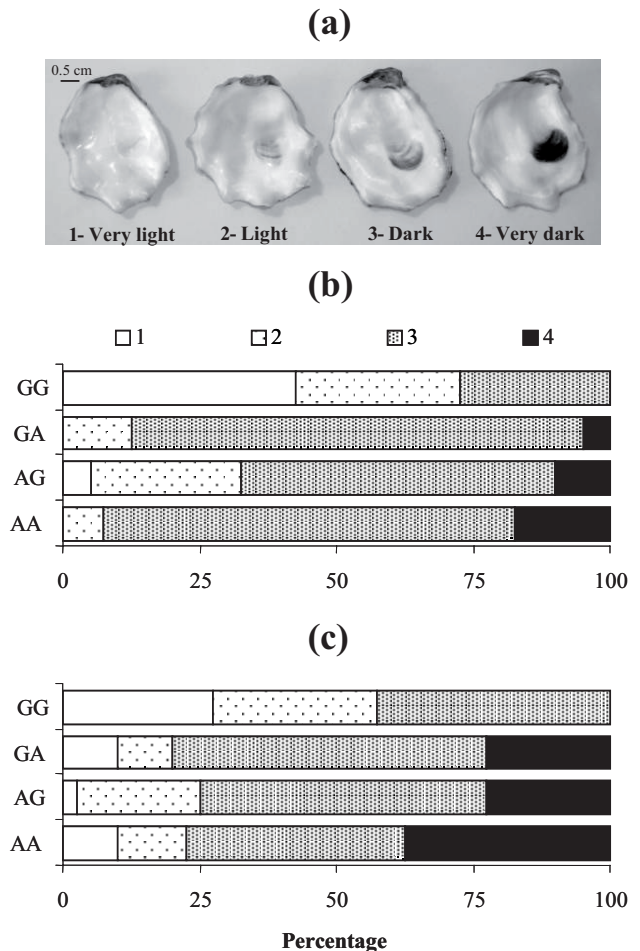 (a)
0.5 cm
1- Very light 2- Light 3- Dark 4- Very dark
(b)
1 2 3 4
GG
GA
AG
AA
0 25 50 75 100
(c)
GG
GA
AG
AA
0 25 50 75 100
Percentage